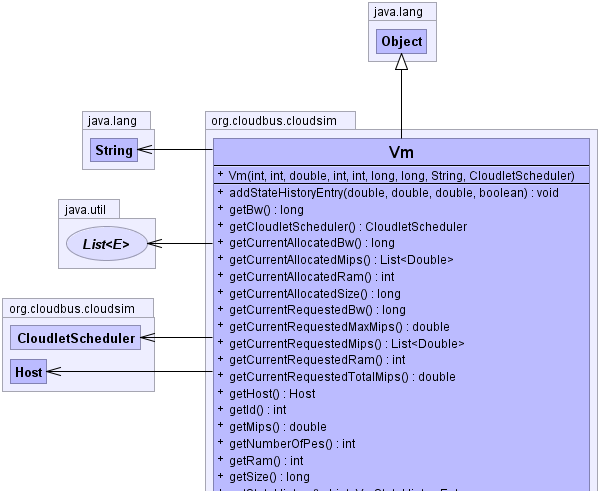 java.lang
Object
java.lang
String
org.cloudbus.cloudsim
Vm
+ Vm(int, int, double, int, int, long, long, String, CloudletScheduler)
+ addStateHistoryEntry(double, double, double, boolean) : void
+ getBw() : long
+ getCloudletScheduler() : CloudletScheduler
+ getCurrentAllocatedBw() : long
+ getCurrentAllocatedMips() : List<Double>
+ getCurrentAllocatedRam() : int
+ getCurrentAllocatedSize() : long
+ getCurrentRequestedBw() : long
+ getCurrentRequestedMaxMips() : double
+ getCurrentRequestedMips() : List<Double>
+ getCurrentRequestedRam() : int
+ getCurrentRequestedTotalMips() : double
+ getHost() : Host
+ getId() : int
+ getMips() : double
+ getNumberOfPes() : int
+ getRam() : int
+ getSize() : long
java.util
List<E>
org.cloudbus.cloudsim
CloudletScheduler
Host